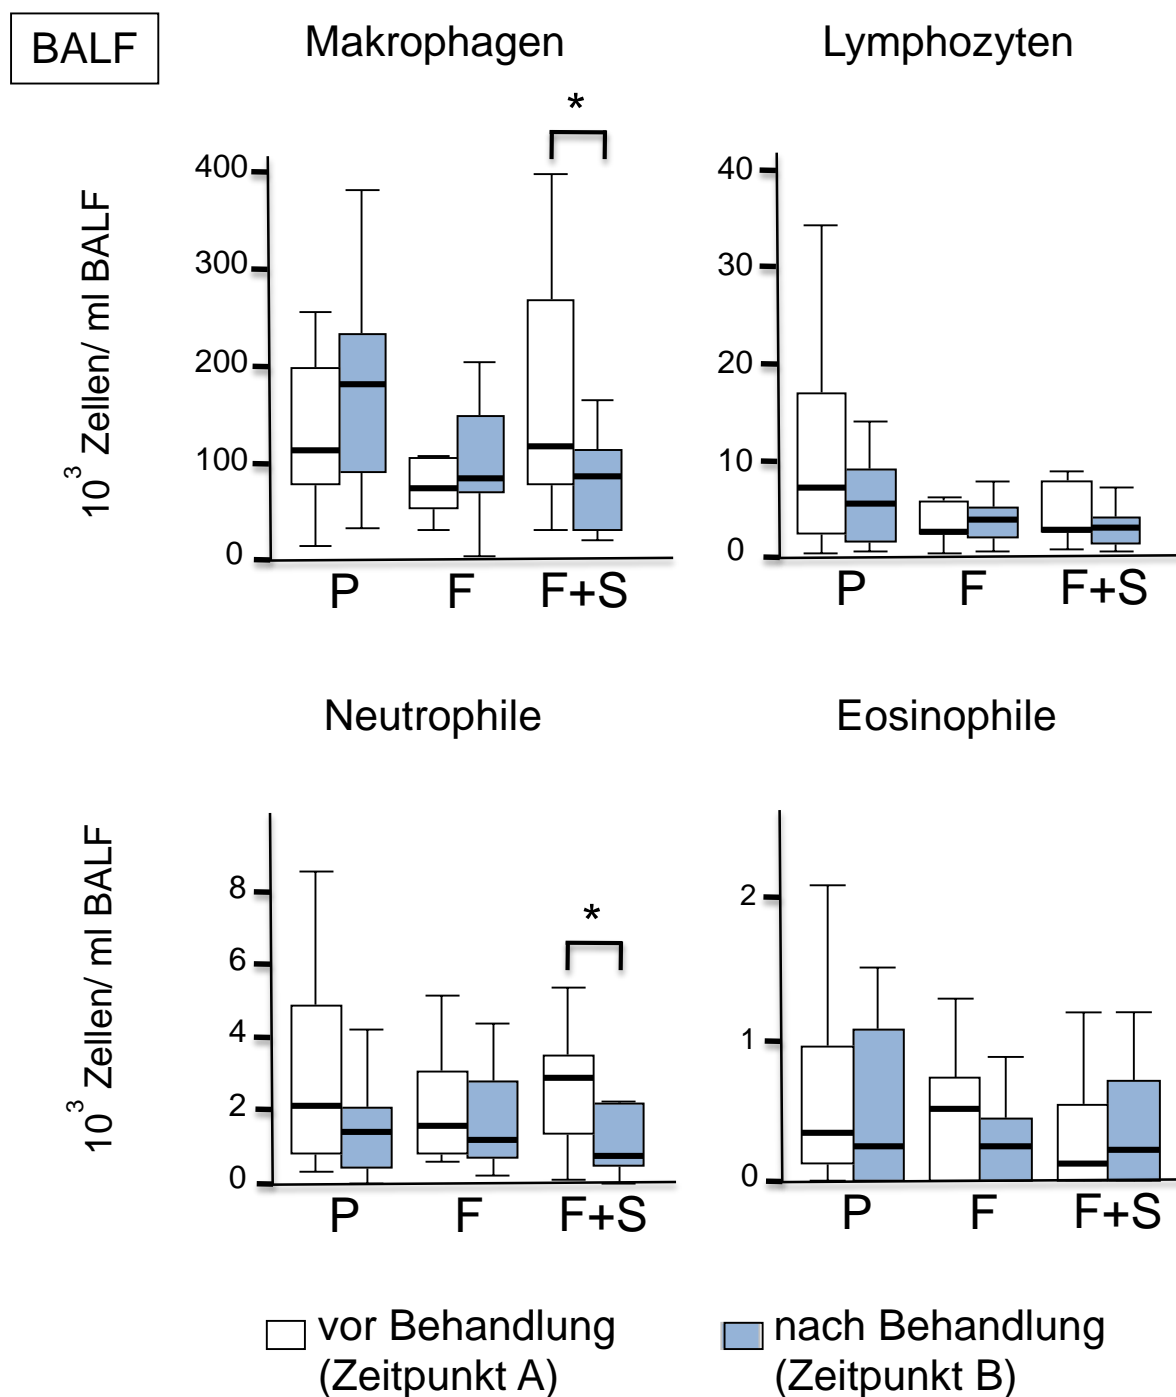 BALF
Makrophagen
Lymphozyten
*
10³ Zellen/ ml BALF
400
300
200
100
0
P
F
F+S
40
30
20
10
0
P
F
F+S
Neutrophile
Eosinophile
10³ Zellen/ ml BALF
8
6
4
2
0
*
P
F
F+S
2
1
0
P
F
F+S
vor Behandlung
(Zeitpunkt A)
nach Behandlung
(Zeitpunkt B)